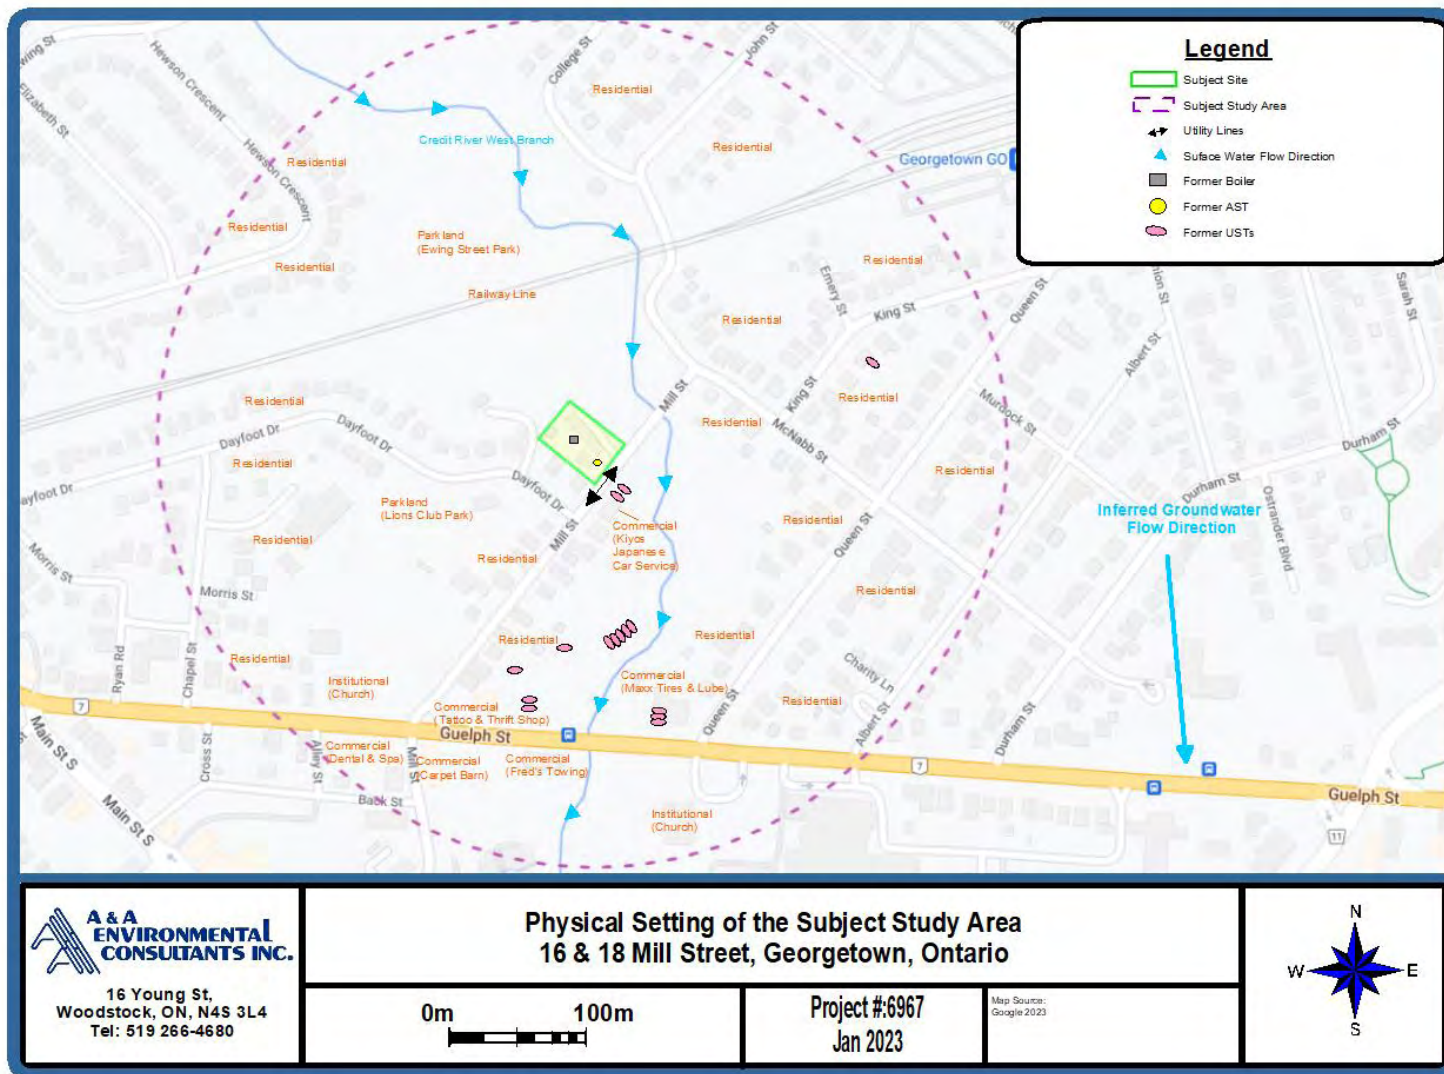 Legend
Subject Site
Subject Study Area
Utility Lines
Suface Water Flow Direction
Former Boiler
Former AST
Former USTs
ewing St
Elizabeth St
Hewson Crescent
Hewson Crescent
College St
John St
Residential
Residential
Residential
Credit River West Branch
Georgetown GO
Residential
Residential
Parkland
(Ewing Street Park)
Railway Line
Residential
Emery St
King St
Queen St
Union St
Sarah St
Albert St
Residential
Mill St
King St
Residential
Murdock St
Residential
Dayfoot Dr
Dayfoot Dr
Residential
McNabb St
Durham St
Residential
Residential
Dayfoot Dr
Dayfoot Dr
Durham St
Ostrander Blvd
Parkland
(Lions Club Park)
Mill St
Commercial
(Kiyos
Japanese
Car Service)
Residential
Queen St
Inferred Groundwater
Flow Direction
Residential
Residential
Morris St
Morris St
Residential
Residential
Residential
Residential
Ryan Rd
Chapel St
Institutional
(Church)
Commercial
(Maxx Tires & Lube)
Charity Ln
Residential
Queen St
Albert St
Durham St
7
Commercial
(Tattoo & Thrift Shop)
Guelph St
Main St S
Cross St
Alley St
Commercial
(Dental & Spa)
Mill St
Commercial
(Carpet Barn)
Commercial
(Fred's Towing)
7
Guelph St
Main St S
Back St
Institutional
(Church)
11
A & A
ENVIRONMENTAL
CONSULTANTS INC.
16 Young St,
Woodstock, ON, N4S 3L4
Tel: 519 266-4680
Physical Setting of the Subject Study Area
16 & 18 Mill Street, Georgetown, Ontario
0m 100m
Project #:6967
Jan 2023
Map Source:
Google 2023
N
W E
S